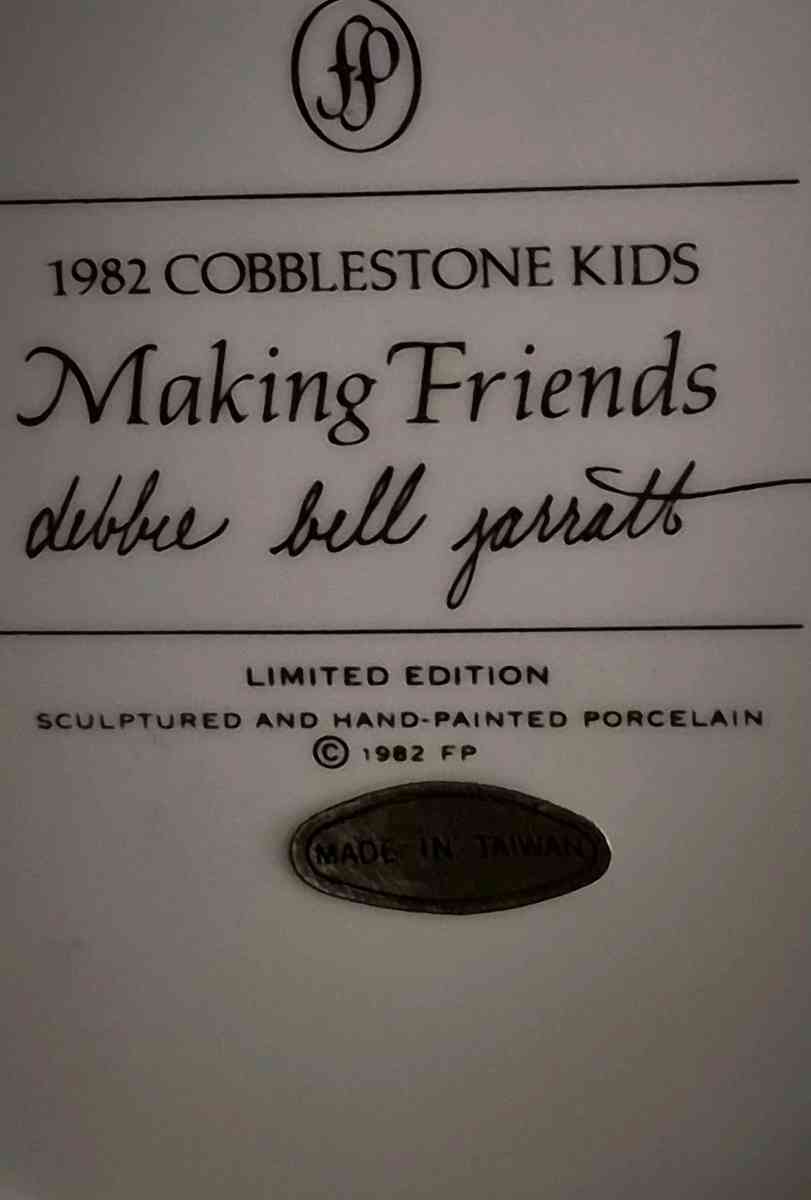 fp
1982 COBBLESTONE KIDS
Making Friends
debbie bell jarratt
LIMITED EDITION
SCULPTURED AND HAND-PAINTED PORCELAIN
© 1982 FP
MADE IN TAIWAN